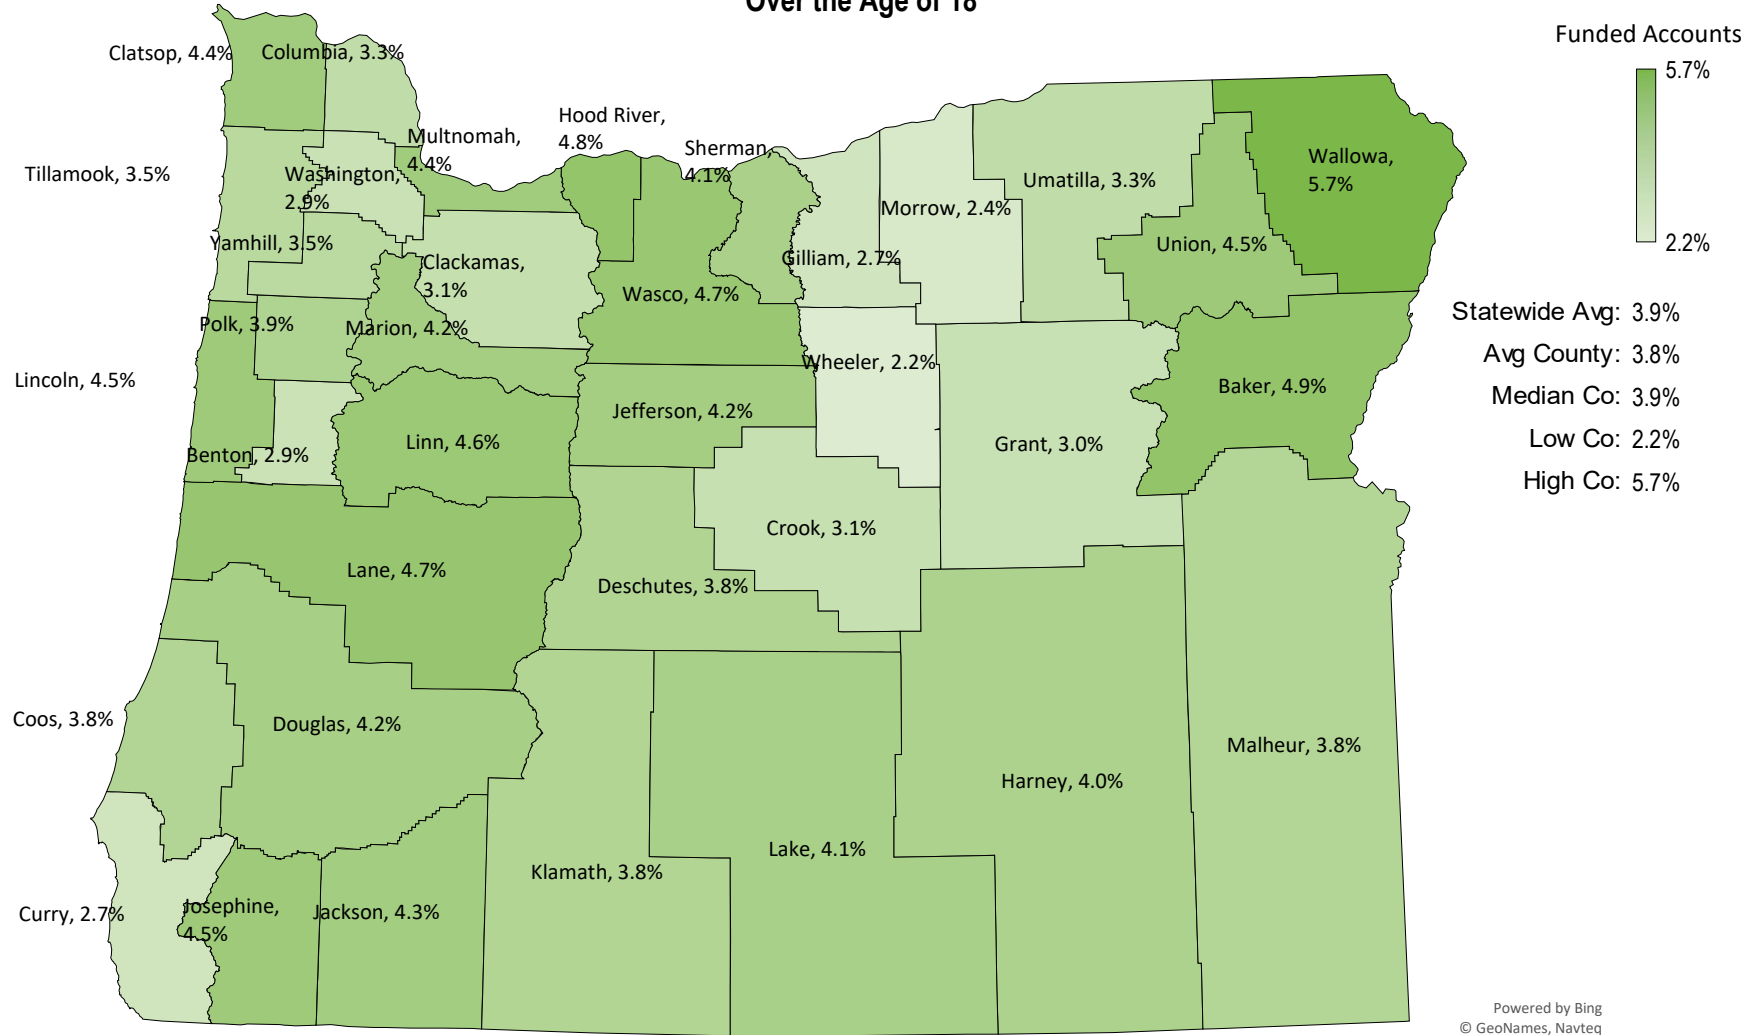 Over the Age of 18
Funded Accounts
5.7%
2.2%
Clatsop, 4.4%
Columbia, 3.3%
Hood River,
4.8%
Multnomah,
4.4%
Sherman,
4.1%
Tillamook, 3.5%
Washington,
2.9%
Wallowa,
5.7%
Umatilla, 3.3%
Morrow, 2.4%
Yamhill, 3.5%
Union, 4.5%
Gilliam, 2.7%
Clackamas,
3.1%
Wasco, 4.7%
Polk, 3.9%
Marion, 4.2%
Wheeler, 2.2%
Lincoln, 4.5%
Baker, 4.9%
Jefferson, 4.2%
Linn, 4.6%
Grant, 3.0%
Benton, 2.9%
Statewide Avg: 3.9%
Avg County: 3.8%
Median Co: 3.9%
Low Co: 2.2%
High Co: 5.7%
Crook, 3.1%
Lane, 4.7%
Deschutes, 3.8%
Coos, 3.8%
Douglas, 4.2%
Malheur, 3.8%
Harney, 4.0%
Lake, 4.1%
Klamath, 3.8%
Curry, 2.7%
Josephine,
4.5%
Jackson, 4.3%
Powered by Bing
© GeoNames, Navteq